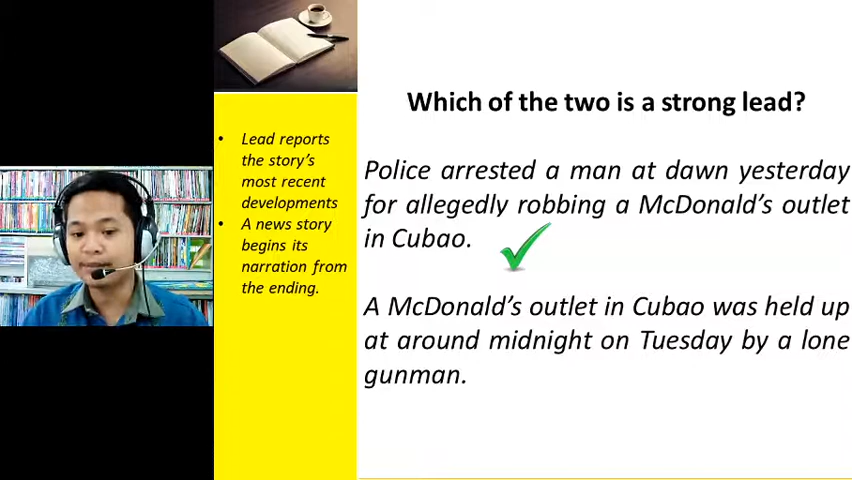 Which of the two is a strong lead?
• Lead reports
the story's
most recent
developments
• A news story
begins its
narration from
the ending.
Police arrested a man at dawn yesterday
for allegedly robbing a McDonald's outlet
in Cubao.
A McDonald's outlet in Cubao was held up
at around midnight on Tuesday by a lone
gunman.